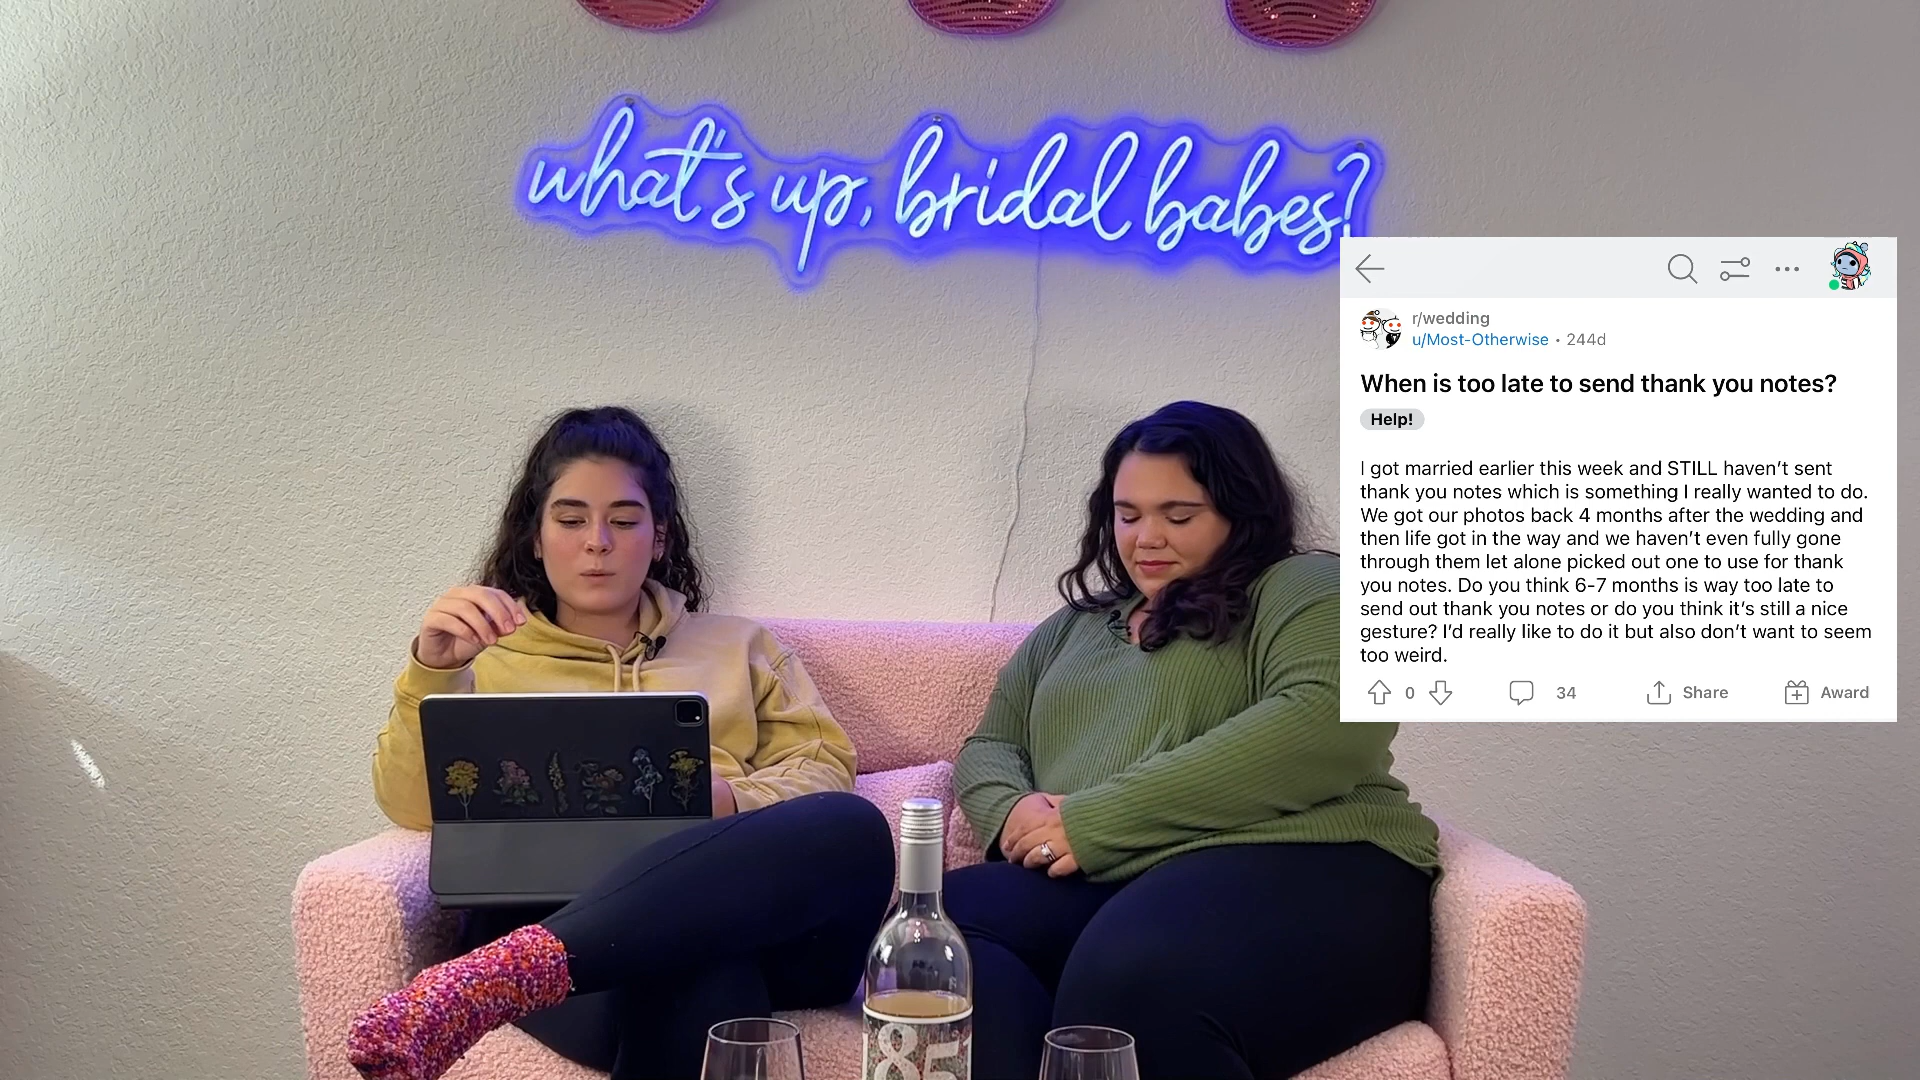 what's up, bridal babes?
r/wedding
u/Most-Otherwise • 244d
When is too late to send thank you notes?
Help!
I got married earlier this week and STILL haven't sent
thank you notes which is something I really wanted to do.
We got our photos back 4 months after the wedding and
then life got in the way and we haven't even fully gone
through them let alone picked out one to use for thank
you notes. Do you think 6-7 months is way too late to
send out thank you notes or do you think it's still a nice
gesture? I'd really like to do it but also don't want to seem
too weird.
0 34 Share Award
85